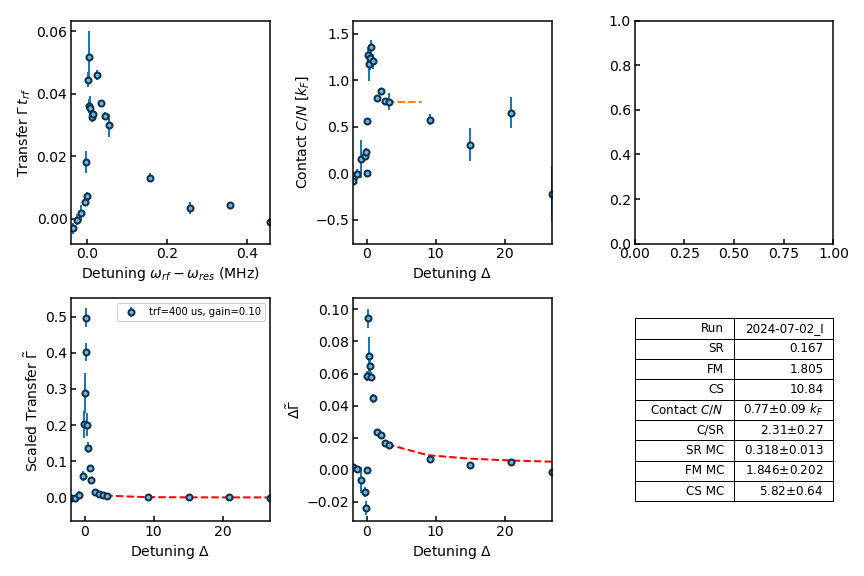 0.06
0.04
0.02
0.00
Transfer Γ t_rf
0.0
0.2
0.4
Detuning ω_rf − ω_res (MHz)
1.5
1.0
0.5
0.0
−0.5
Contact C/N [k_F]
0
10
20
Detuning Δ
1.0
0.8
0.6
0.4
0.2
0.0
0.00
0.25
0.50
0.75
1.00
0.5
0.4
0.3
0.2
0.1
0.0
Scaled Transfer Γ̃
trf=400 us, gain=0.10
0
20
Detuning Δ
0.10
0.08
0.06
0.04
0.02
0.00
−0.02
ΔΓ̃
0
20
Detuning Δ
Run 2024-07-02_I
SR 0.167
FM 1.805
CS 10.84
Contact C/N 0.77±0.09 k_F
C/SR 2.31±0.27
SR MC 0.318±0.013
FM MC 1.846±0.202
CS MC 5.82±0.64